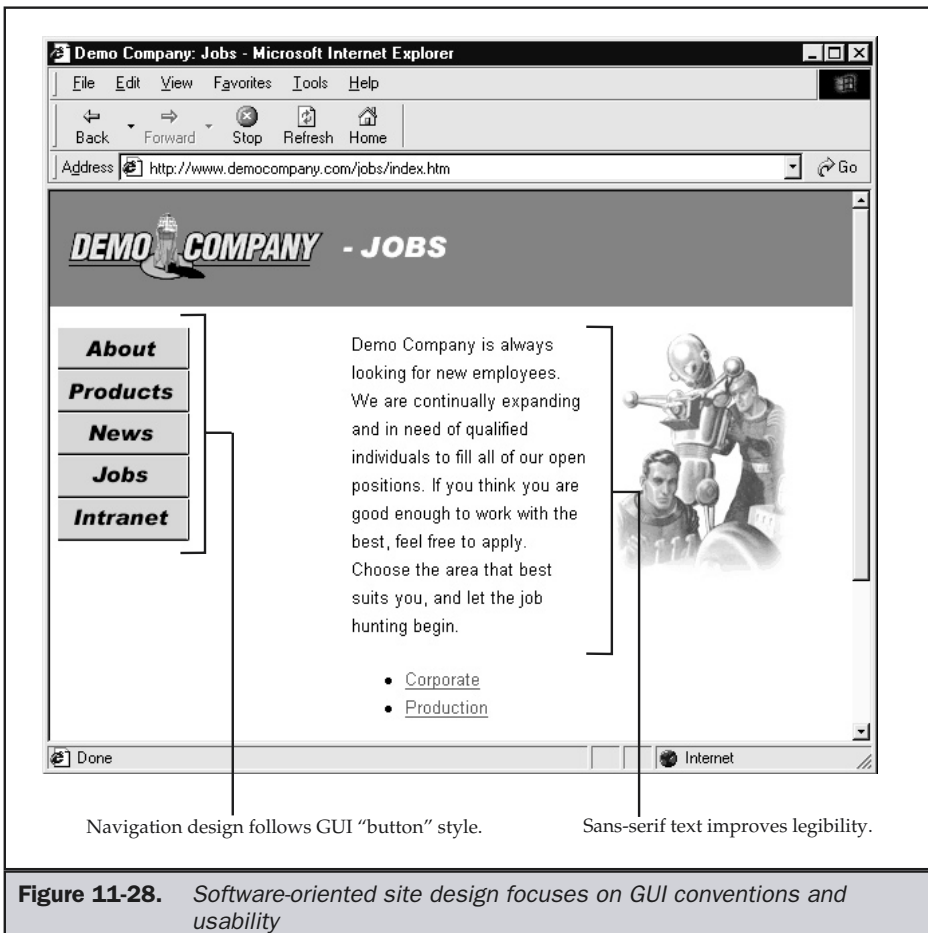 Demo Company: Jobs - Microsoft Internet Explorer
File Edit View Favorites Tools Help
Back Forward Stop Refresh Home
Address http://www.democompany.com/jobs/index.htm Go
DEMO COMPANY - JOBS
About
Products
News
Jobs
Intranet
Demo Company is always
looking for new employees.
We are continually expanding
and in need of qualified
individuals to fill all of our open
positions. If you think you are
good enough to work with the
best, feel free to apply.
Choose the area that best
suits you, and let the job
hunting begin.
• Corporate
• Production
Done Internet
Navigation design follows GUI “button” style. Sans-serif text improves legibility.
Figure 11-28. Software-oriented site design focuses on GUI conventions and
usability